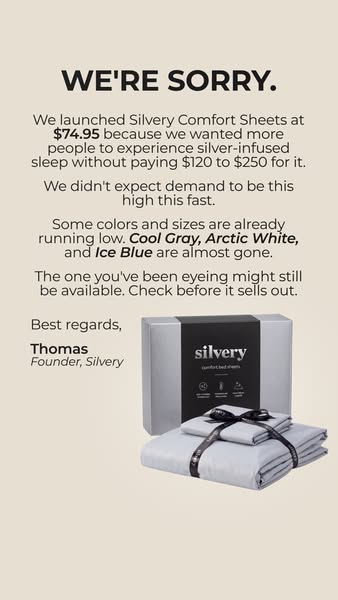 WE'RE SORRY.
We launched Silvery Comfort Sheets at
$74.95 because we wanted more
people to experience silver-infused
sleep without paying $120 to $250 for it.
We didn't expect demand to be this
high this fast.
Some colors and sizes are already
running low. Cool Gray, Arctic White,
and Ice Blue are almost gone.
The one you've been eyeing might still
be available. Check before it sells out.
Best regards,
Thomas
Founder, Silvery
silvery
comfort bed sheets